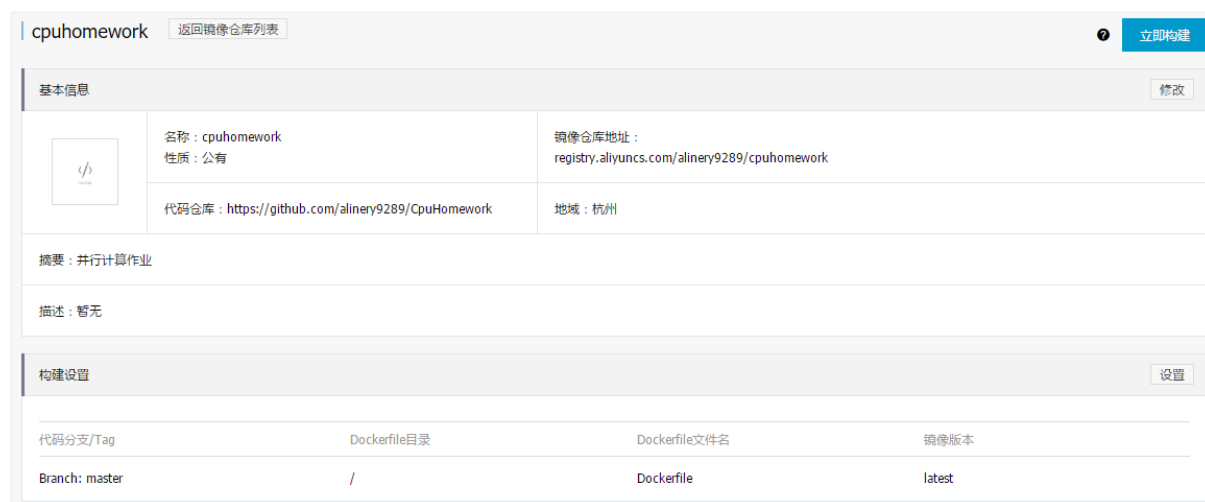 cpuhomework 返回镜像仓库列表 立即构建
基本信息 修改
名称：cpuhomework
性质：公有
镜像仓库地址：
registry.aliyuncs.com/alinery9289/cpuhomework
</>
代码仓库：https://github.com/alinery9289/CpuHomework 地域：杭州
摘要：并行计算作业
描述：暂无
构建设置 设置
代码分支/Tag Dockerfile目录 Dockerfile文件名 镜像版本
Branch: master / Dockerfile latest